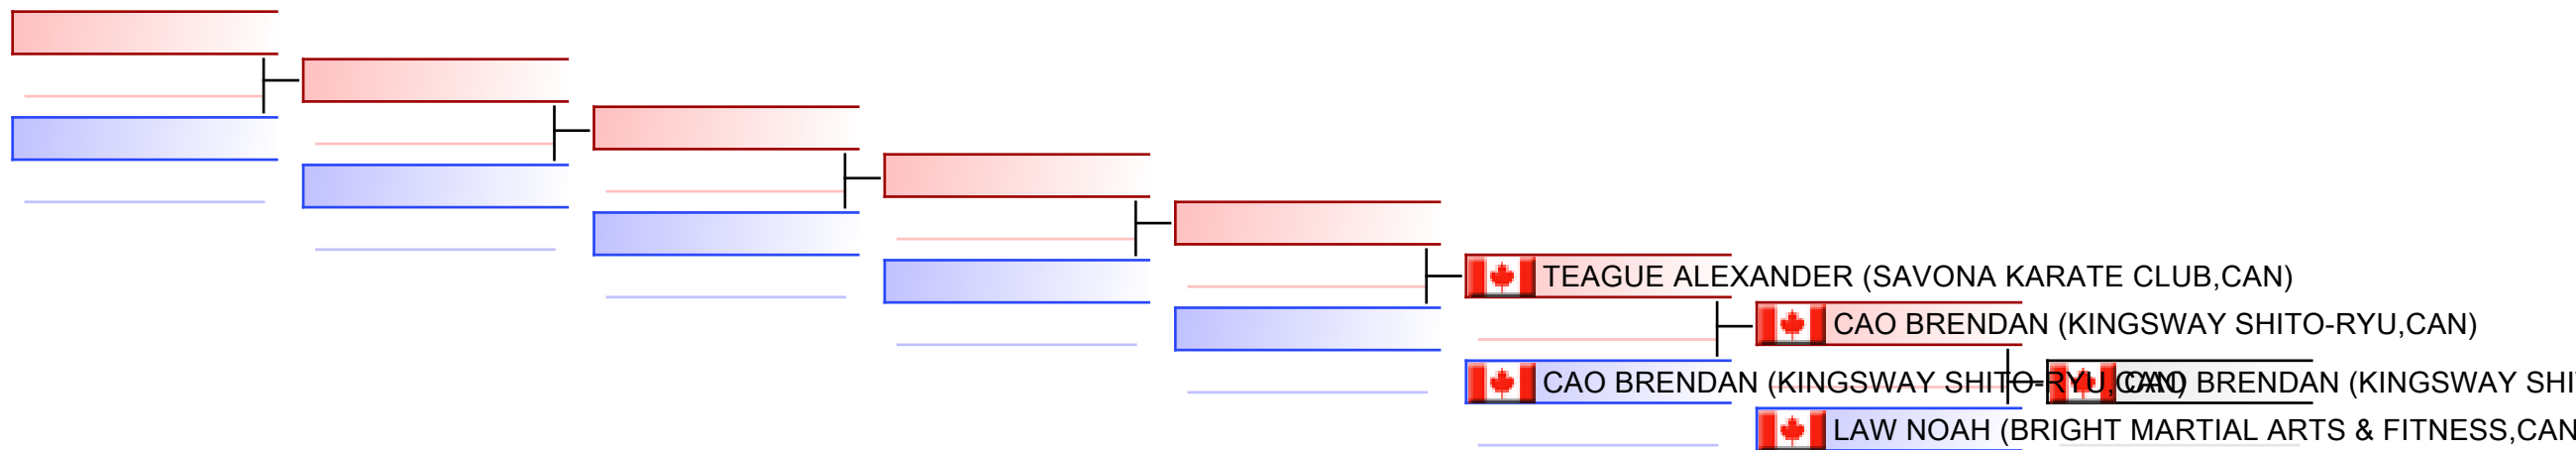 TEAGUE ALEXANDER (SAVONA KARATE CLUB,CAN)
CAO BRENDAN (KINGSWAY SHITO-RYU,CAN)
CAO BRENDAN (KINGSWAY SHITO-RYU,CAN)
CAO BRENDAN (KINGSWAY SHI
LAW NOAH (BRIGHT MARTIAL ARTS & FITNESS,CAN